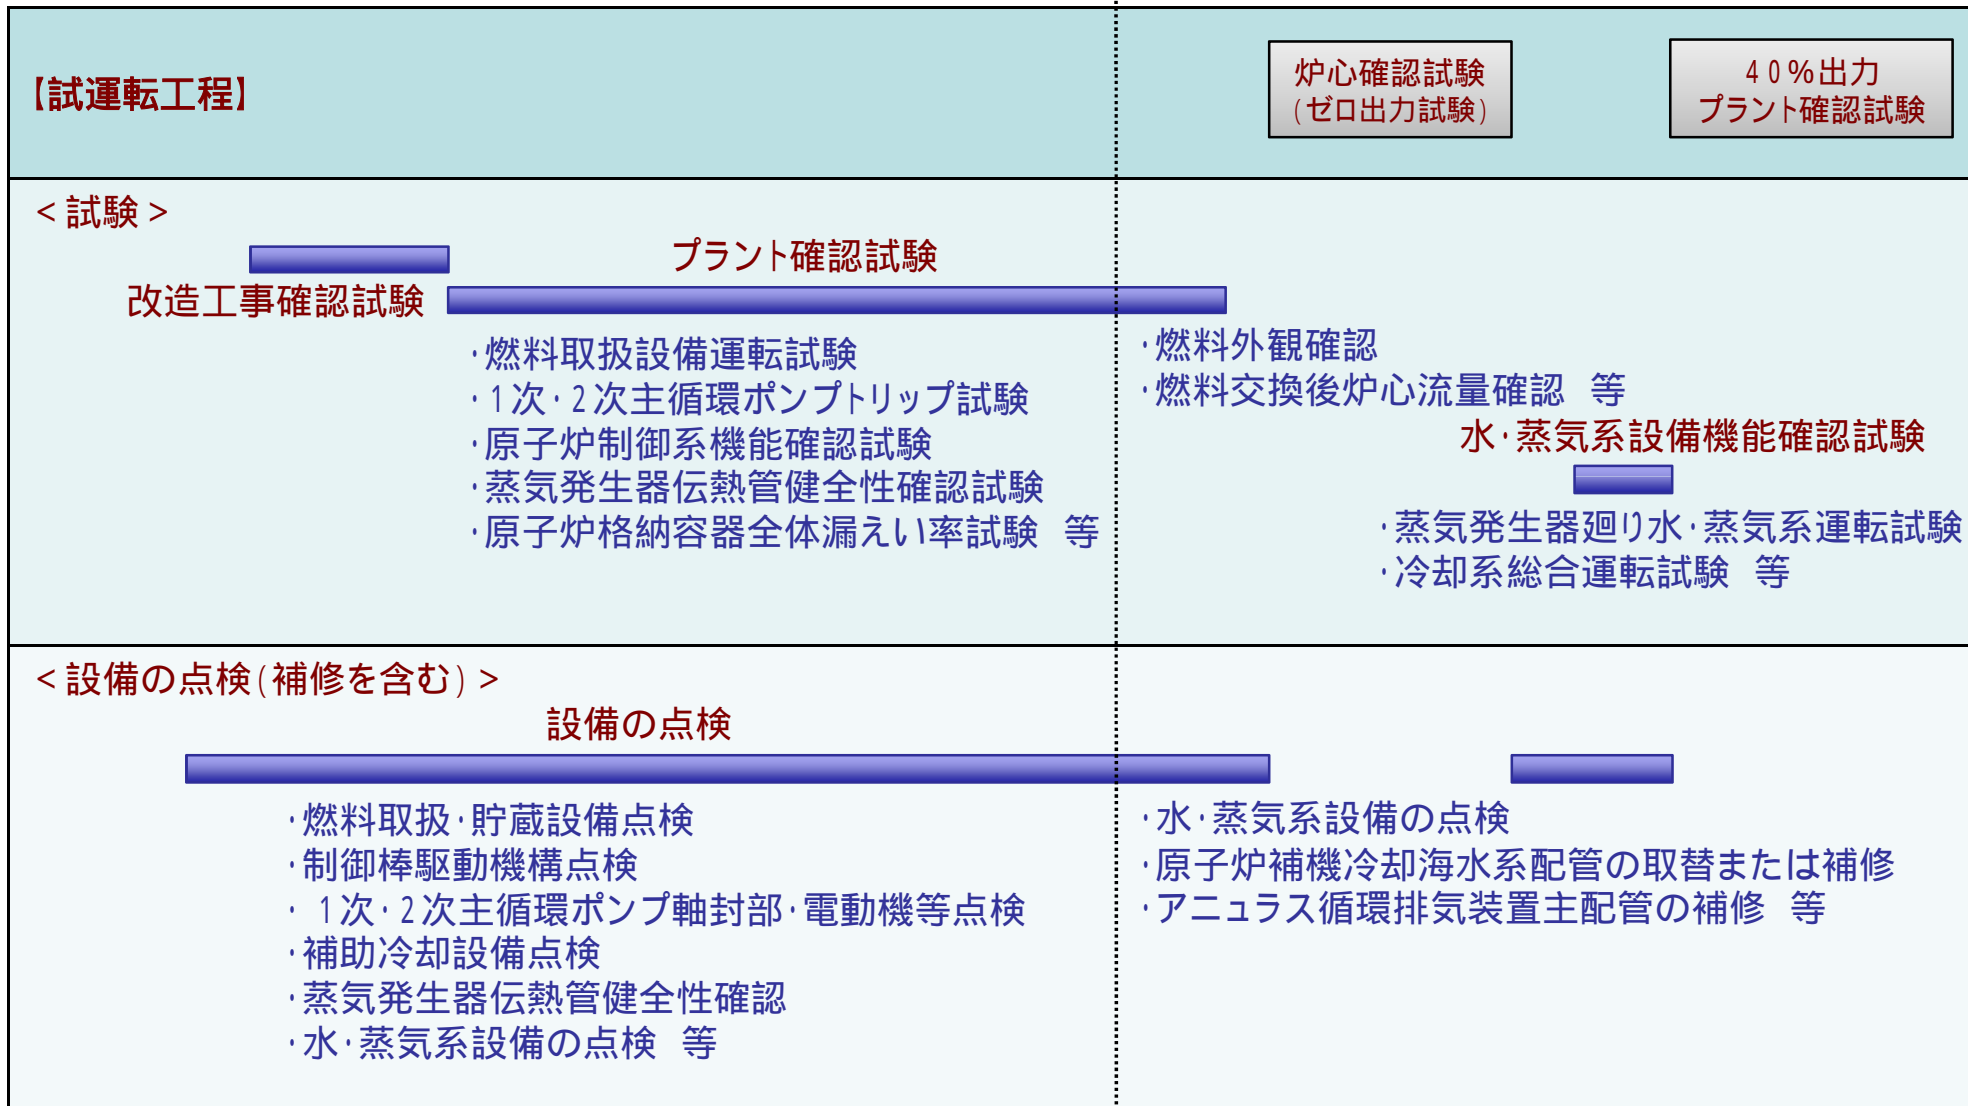 【試運転工程】
炉心確認試験
(ゼロ出力試験)
40%出力
プラント確認試験
<試験>
プラント確認試験
改造工事確認試験
・燃料取扱設備運転試験
・1次・2次主循環ポンプトリップ試験
・原子炉制御系機能確認試験
・蒸気発生器伝熱管健全性確認試験
・原子炉格納容器全体漏えい率試験 等
・燃料外観確認
・燃料交換後炉心流量確認 等
水・蒸気系設備機能確認試験
・蒸気発生器廻り水・蒸気系運転試験
・冷却系総合運転試験 等
<設備の点検(補修を含む)>
設備の点検
・燃料取扱・貯蔵設備点検
・制御棒駆動機構点検
・1次・2次主循環ポンプ軸封部・電動機等点検
・補助冷却設備点検
・蒸気発生器伝熱管健全性確認
・水・蒸気系設備の点検 等
・水・蒸気系設備の点検
・原子炉補機冷却海水系配管の取替または補修
・アニュラス循環排気装置主配管の補修 等